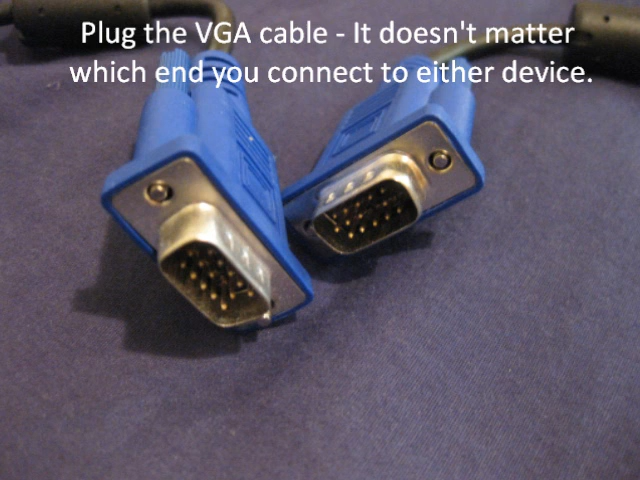 Plug the VGA cable - It doesn't matter
which end you connect to either device.